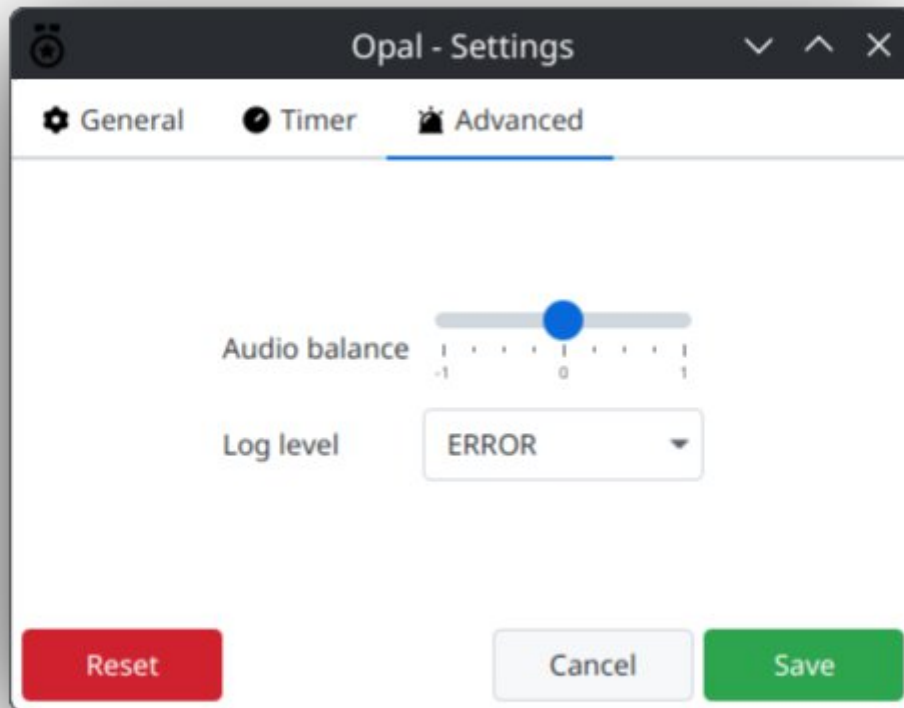 Opal - Settings
General Timer Advanced
Audio balance
-1 0 1
Log level ERROR
Reset Cancel Save